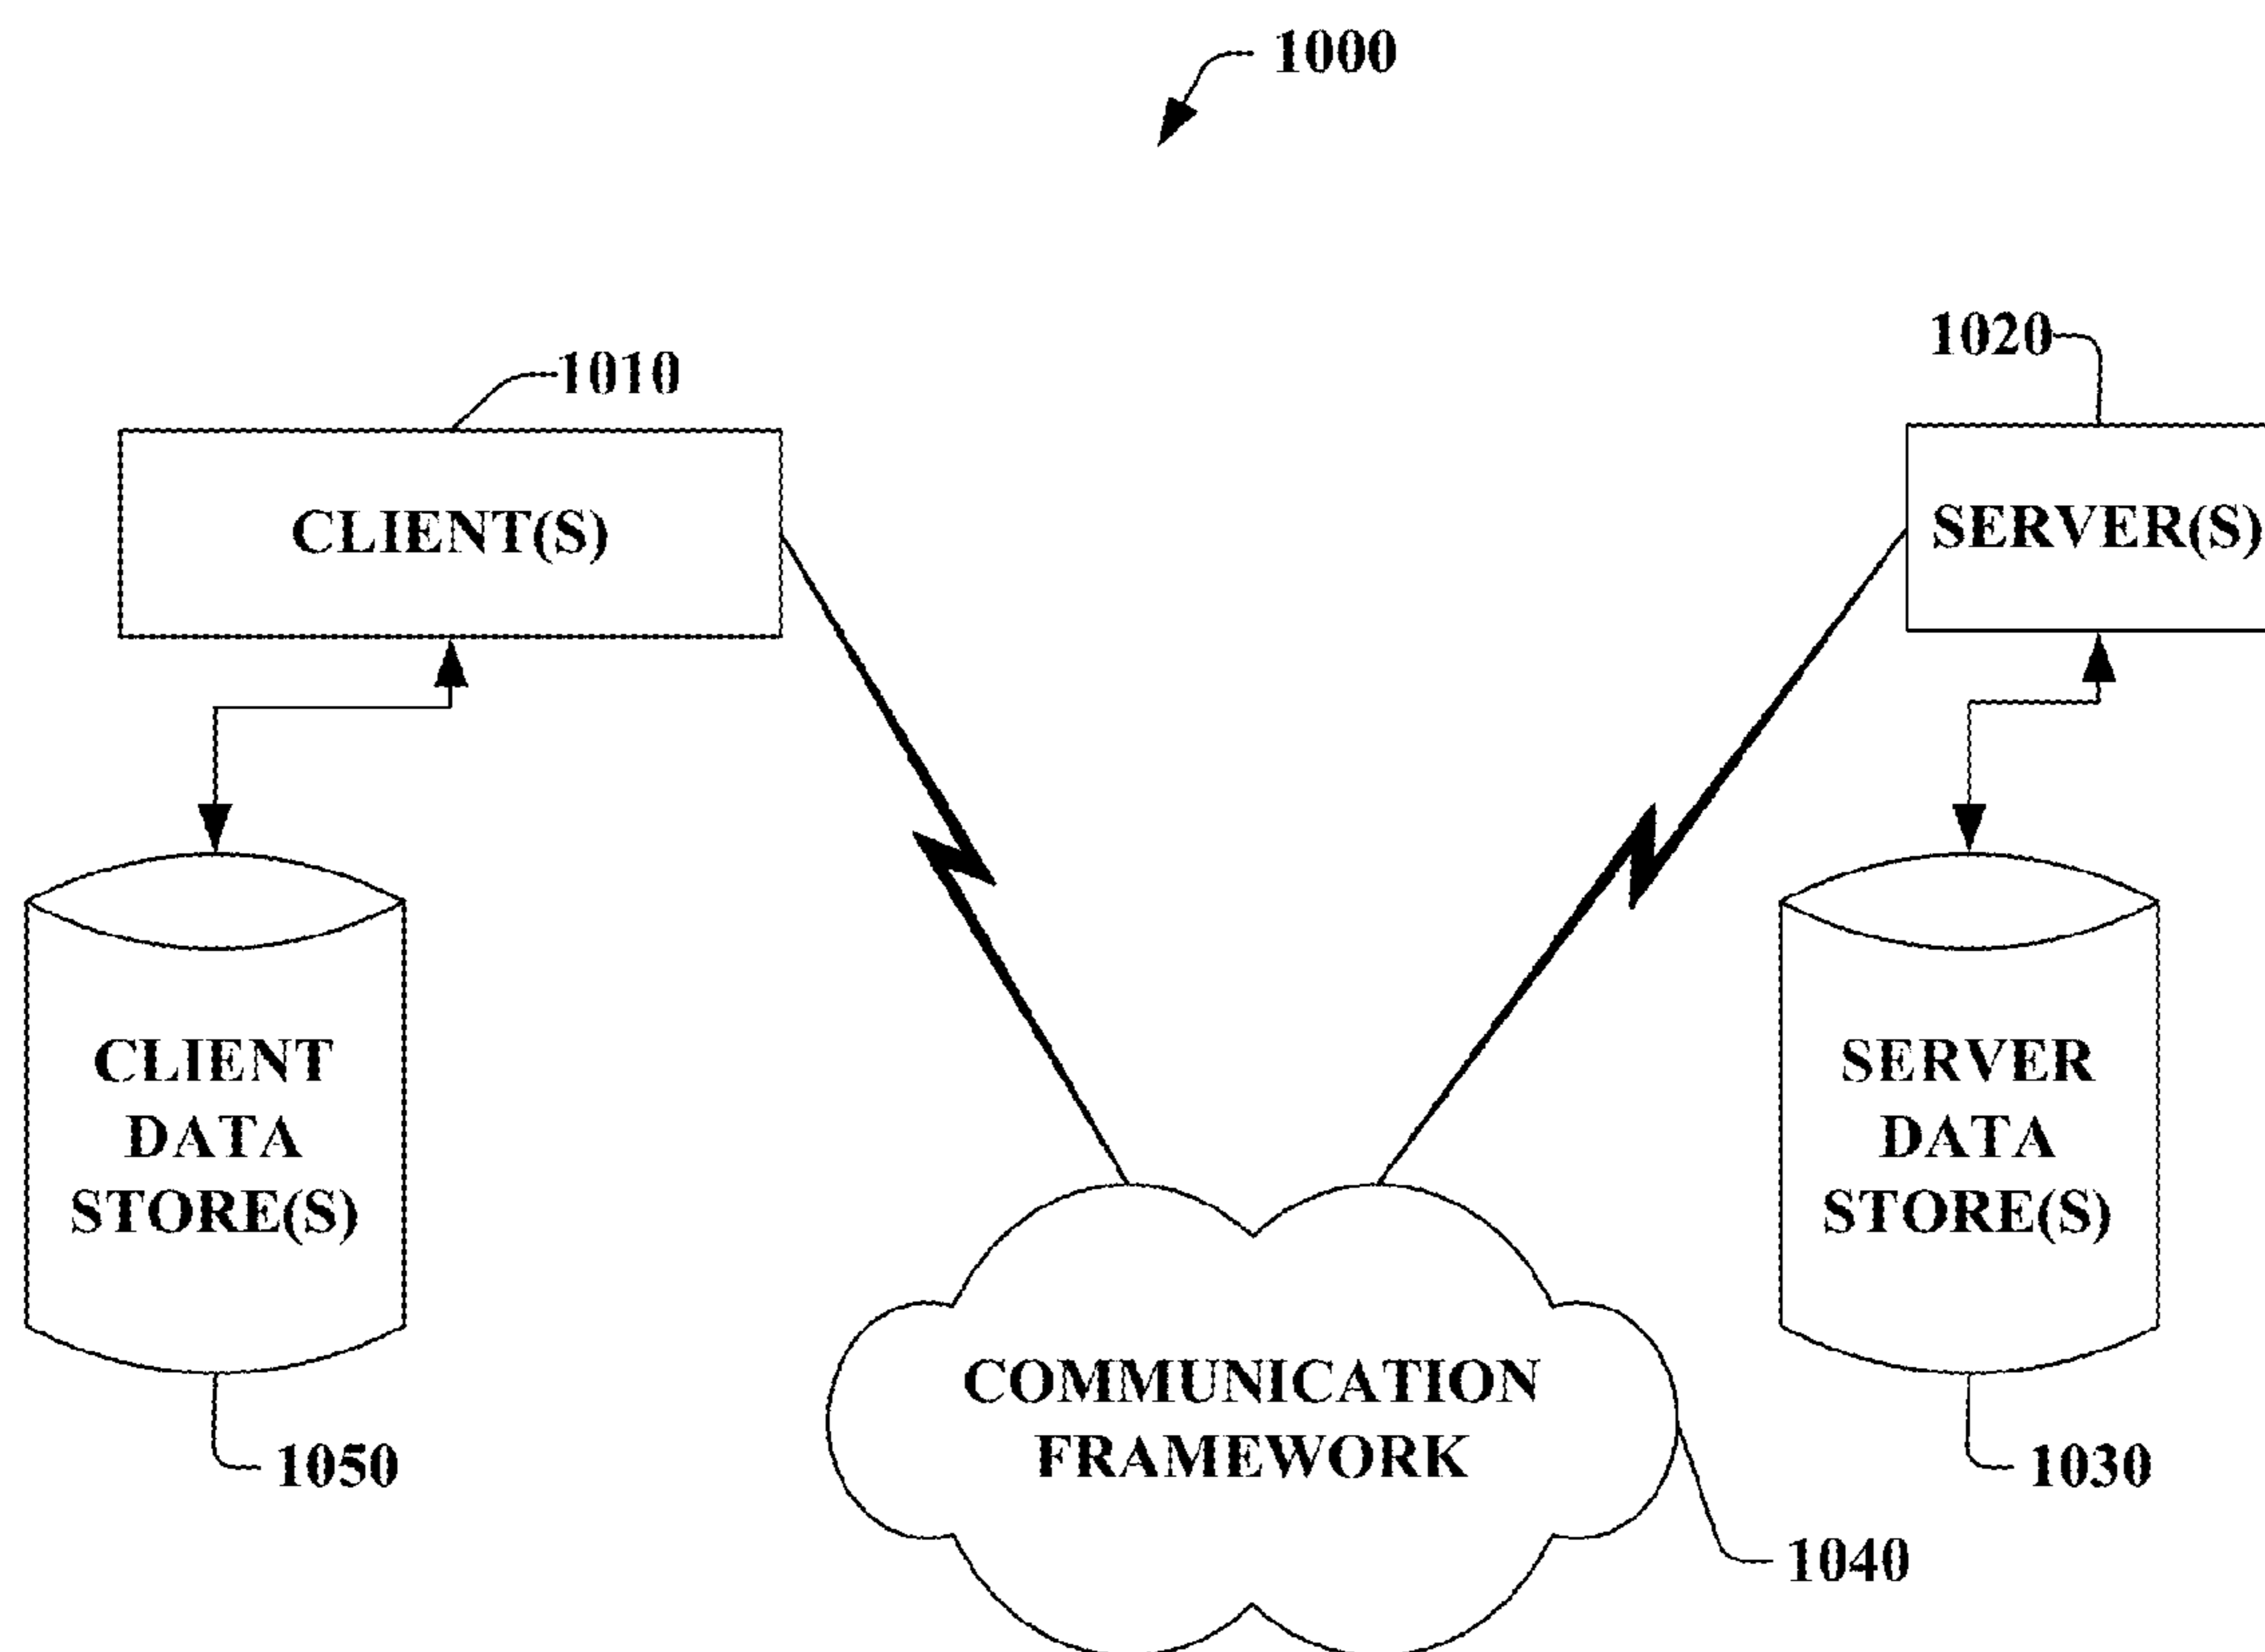 1000
1010
1020
CLIENT(S)
SERVER(S)
CLIENT
DATA
STORE(S)
SERVER
DATA
STORE(S)
COMMUNICATION
FRAMEWORK
1050
1030
1040